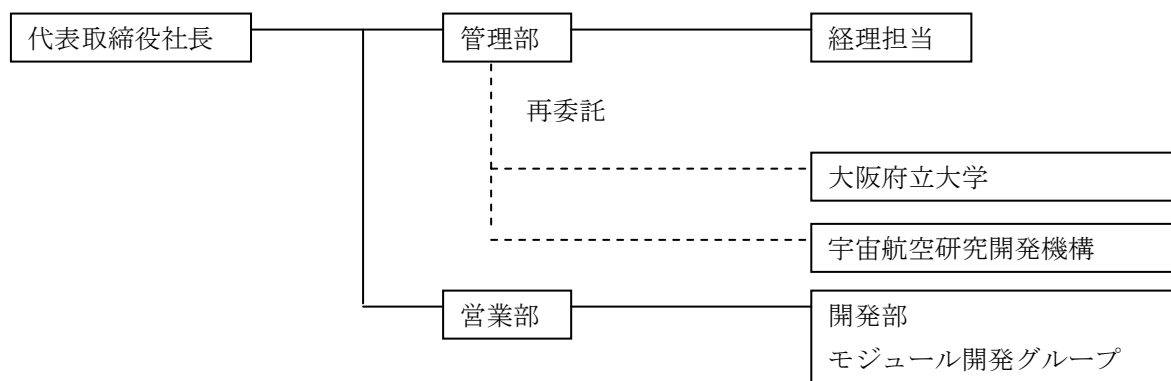 代表取締役社長
管理部
経理担当
再委託
大阪府立大学
宇宙航空研究開発機構
営業部
開発部
モジュール開発グループ